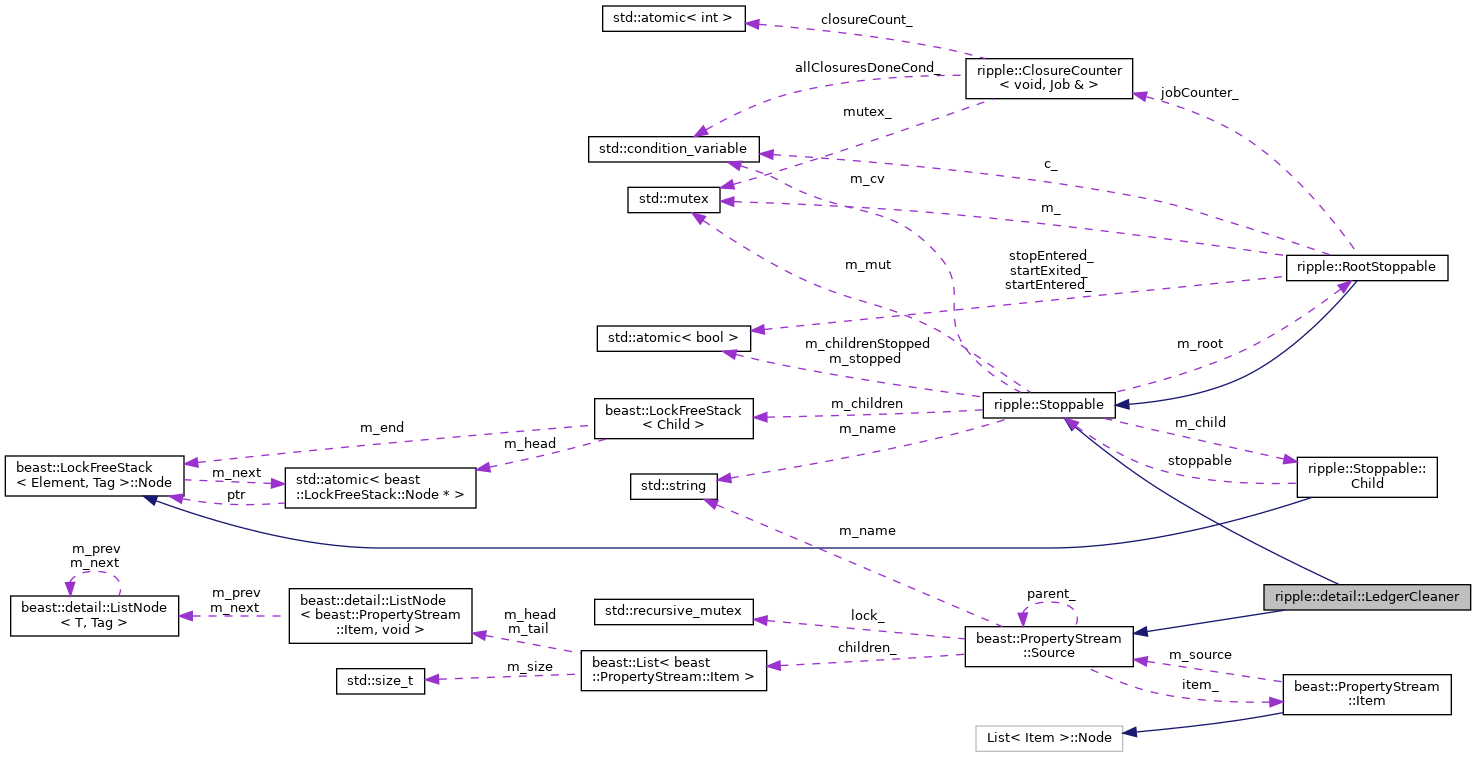 std::atomic< int >
closureCount_
ripple::ClosureCounter
< void, Job & >
allClosuresDoneCond_
jobCounter_
mutex_
std::condition_variable
c_
m_cv
std::mutex
m_
m_mut
stopEntered_
startExited_
startEntered_
ripple::RootStoppable
std::atomic< bool >
m_childrenStopped
m_stopped
m_root
beast::LockFreeStack
< Child >
m_children
ripple::Stoppable
m_end
m_name
m_child
m_head
beast::LockFreeStack
< Element, Tag >::Node
m_next
ptr
std::atomic< beast
::LockFreeStack::Node * >
std::string
stoppable
ripple::Stoppable::
Child
m_name
m_prev
m_next
beast::detail::ListNode
< T, Tag >
m_prev
m_next
beast::detail::ListNode
< beast::PropertyStream
::Item, void >
m_head
m_tail
std::recursive_mutex
lock_
parent_
ripple::detail::LedgerCleaner
beast::PropertyStream
::Source
children_
m_size
std::size_t
beast::List< beast
::PropertyStream::Item >
m_source
item_
beast::PropertyStream
::Item
List< Item >::Node